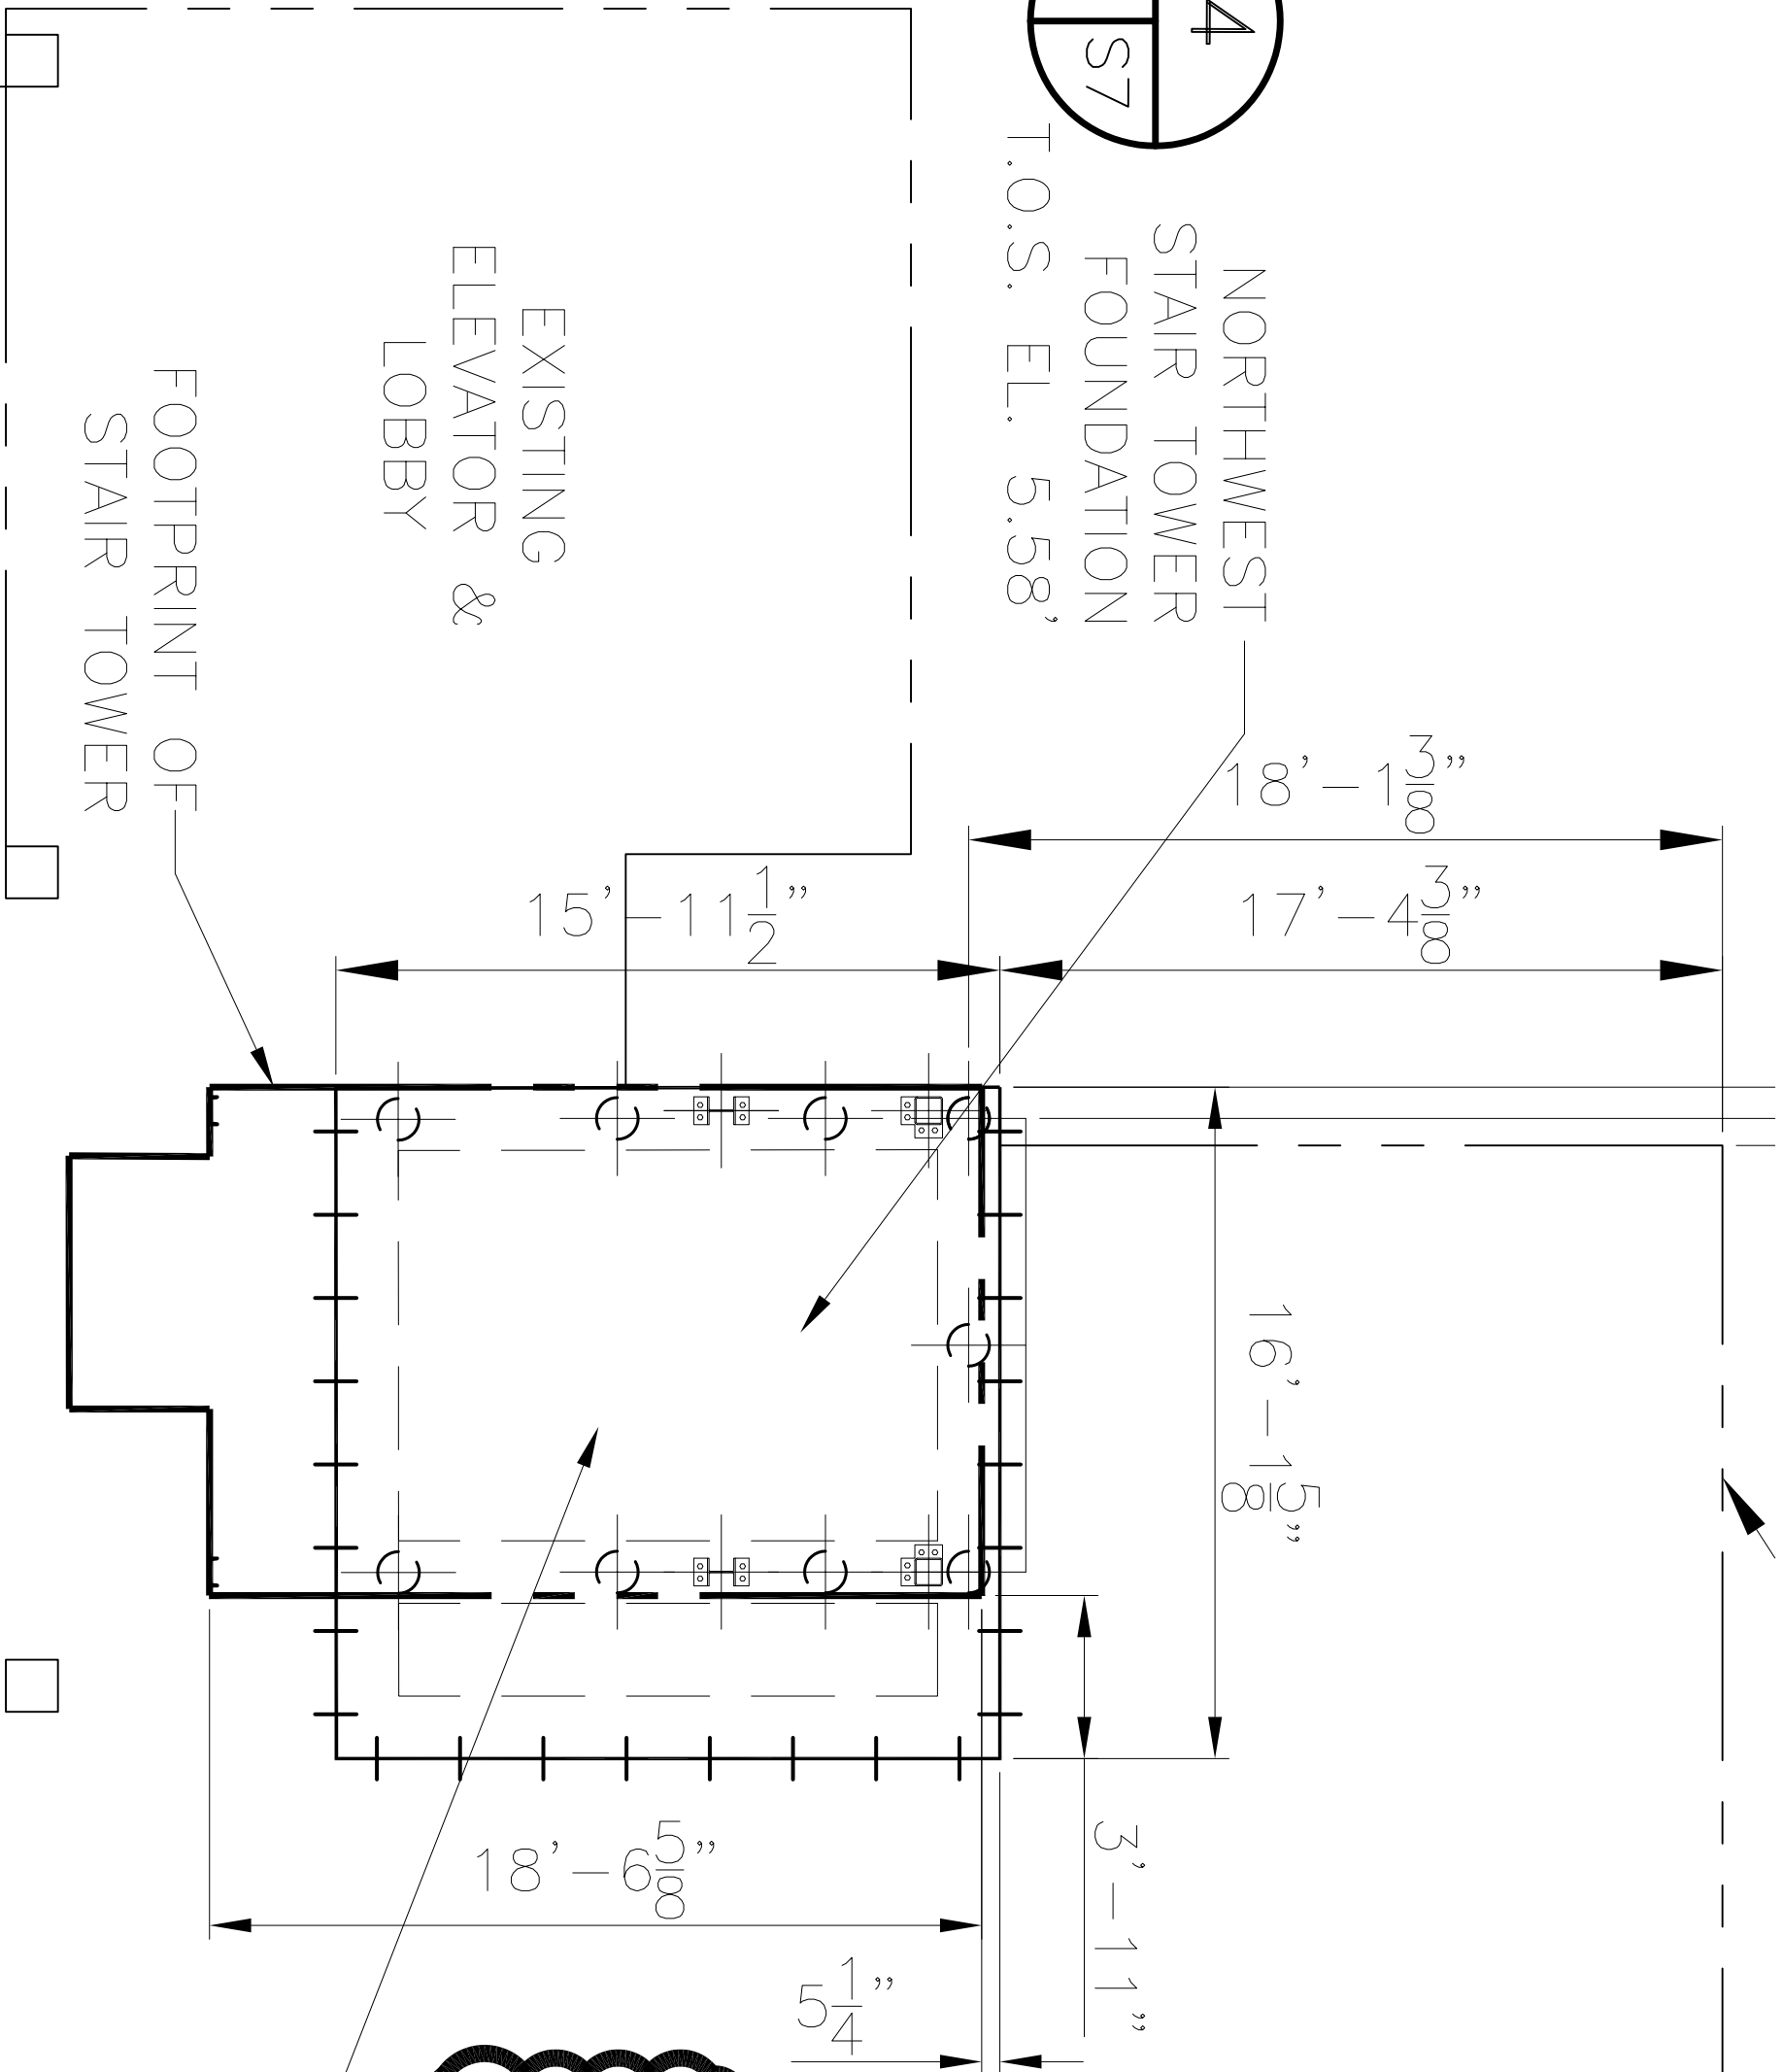 4
S7
NORTHWEST
STAIR TOWER
FOUNDATION
T.O.S. EL. 5.58'
EXISTING
ELEVATOR &
LOBBY
FOOTPRINT OF
STAIR TOWER
18'-1 3/8"
17'-4 3/8"
15'-11 1/2"
16'-1 5/8"
3'-11"
18'-6 5/8"
5 1/4"